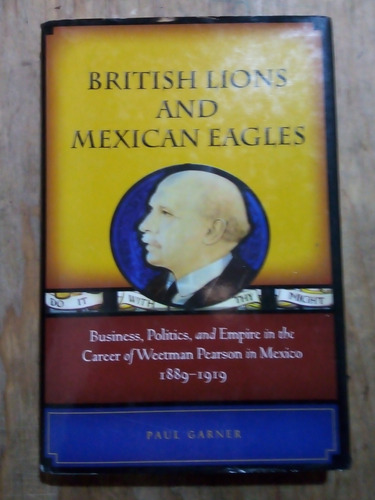 BRITISH LIONS
AND
MEXICAN EAGLES
DO IT WITH THY MIGHT
Business, Politics, and Empire in the
Career of Weetman Pearson in Mexico
1889–1919
PAUL GARNER